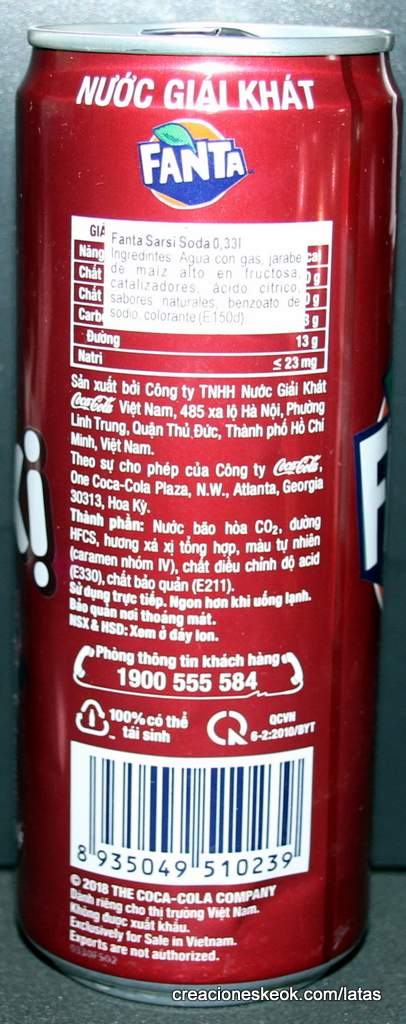 NƯỚC GIẢI KHÁT
FANTA
GIÁ
Fanta Sarsi Soda 0,33l
Ingredintes: Agua con gas, jarabe
de maíz alto en fructosa,
catalizadores, ácido cítrico,
sabores naturales, benzoato de
sodio, colorante (E150d).
Năng
Chất
Chất
Carb 3 g
Đường 13 g
Natri ≤ 23 mg
Sản xuất bởi Công ty TNHH Nước Giải Khát
Coca-Cola Việt Nam, 485 xa lộ Hà Nội, Phường
Linh Trung, Quận Thủ Đức, Thành phố Hồ Chí
Minh, Việt Nam.
Theo sự cho phép của Công ty Coca-Cola,
One Coca-Cola Plaza, N.W., Atlanta, Georgia
30313, Hoa Kỳ.
Thành phần: Nước bão hòa CO₂, đường
HFCS, hương xá xị tổng hợp, màu tự nhiên
(caramen nhóm IV), chất điều chỉnh độ acid
(E330), chất bảo quản (E211).
Sử dụng trực tiếp. Ngon hơn khi uống lạnh.
Bảo quản nơi thoáng mát.
NSX & HSD: Xem ở đáy lon.
Phòng thông tin khách hàng
1900 555 584
100% có thể
tái sinh
QCVN
6-2:2010/BYT
8 935049 510239
© 2018 THE COCA-COLA COMPANY
Dành riêng cho thị trường Việt Nam.
Không được xuất khẩu.
Exclusively for Sale in Vietnam.
Exports are not authorized.
creacioneskeok.com/latas